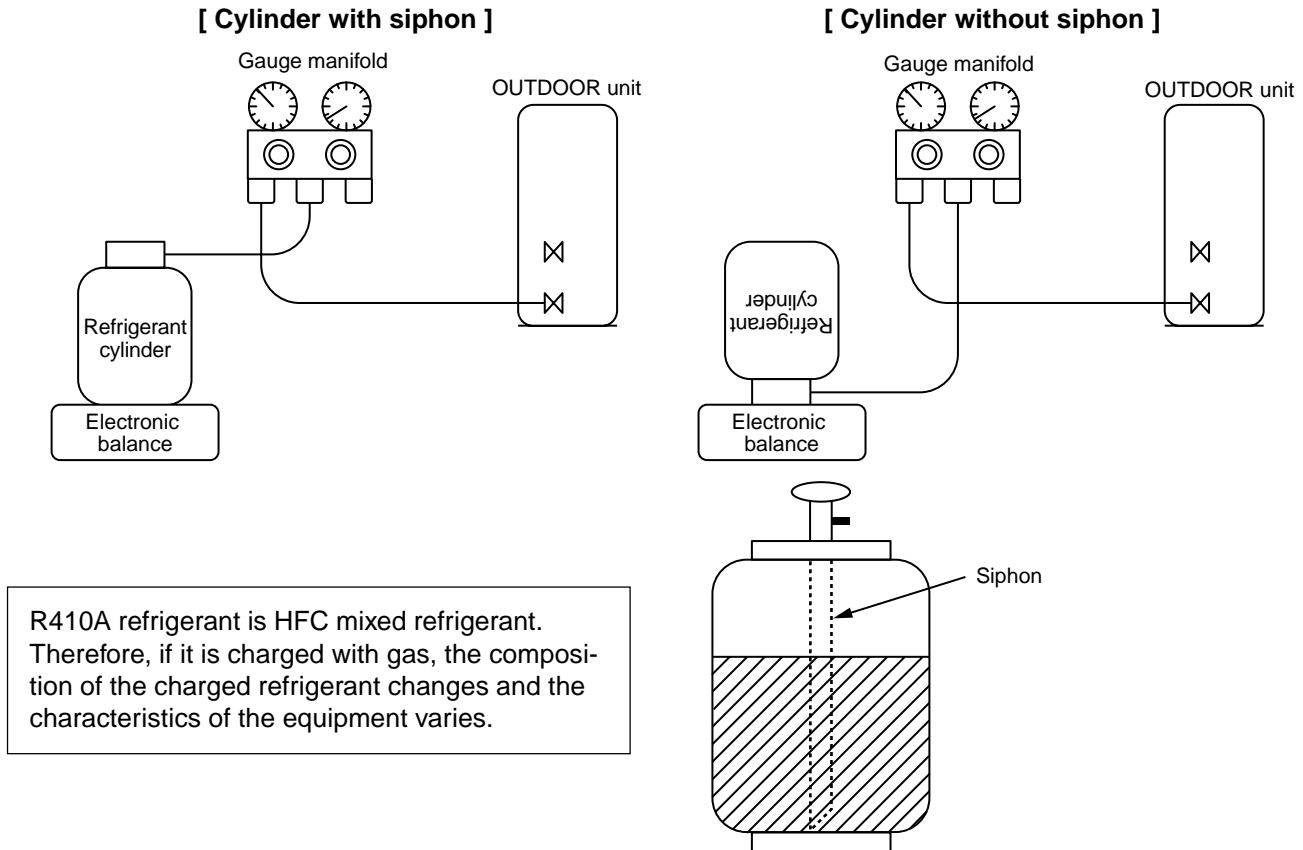 [ Cylinder with siphon ]
Gauge manifold
OUTDOOR unit
Refrigerant
cylinder
Electronic
balance
[ Cylinder without siphon ]
Gauge manifold
OUTDOOR unit
Refrigerant
cylinder
Electronic
balance
Siphon
R410A refrigerant is HFC mixed refrigerant.
Therefore, if it is charged with gas, the composi-
tion of the charged refrigerant changes and the
characteristics of the equipment varies.